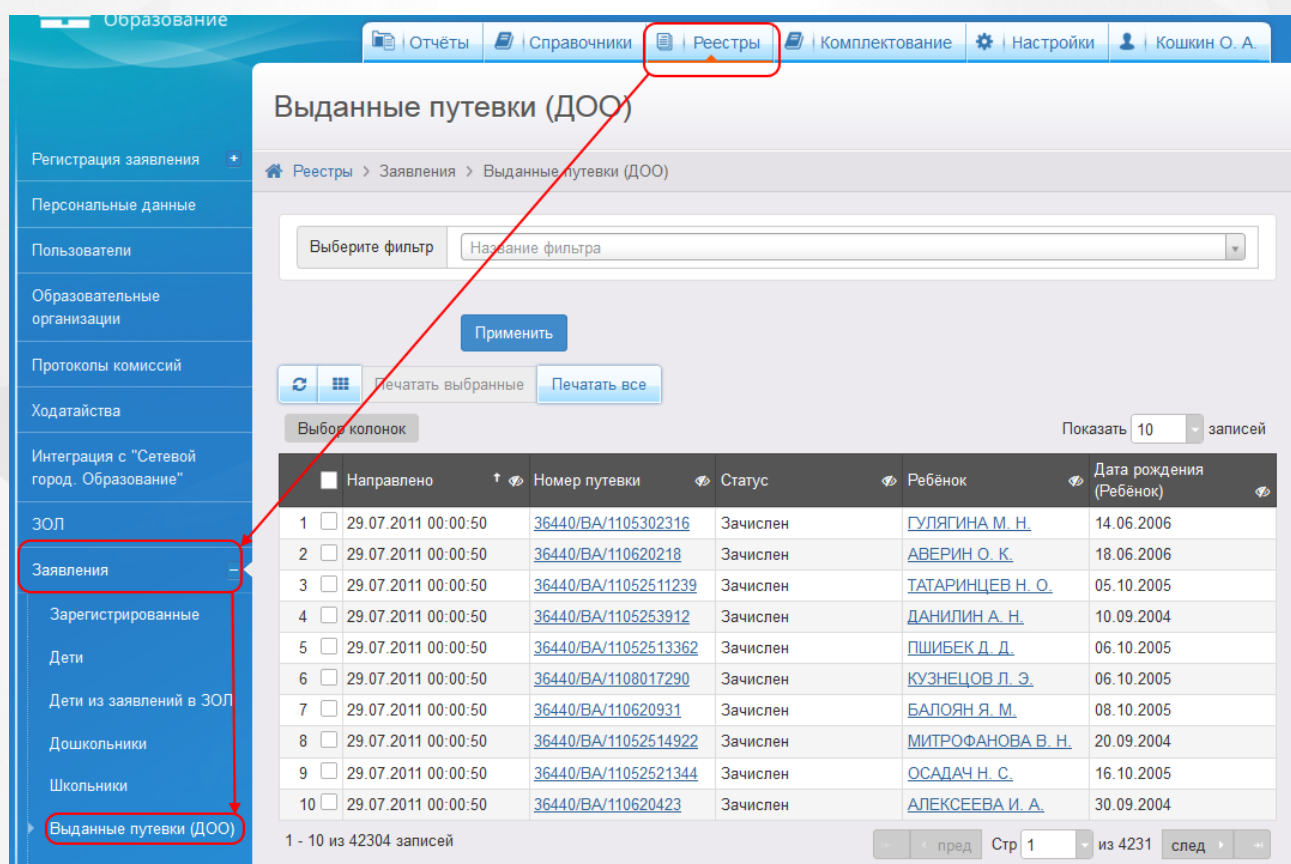 Образование
Отчёты Справочники Реестры Комплектование Настройки Кошкин О. А.
Выданные путевки (ДОО)
Реестры > Заявления > Выданные путевки (ДОО)
Регистрация заявления
Персональные данные
Пользователи
Образовательные
организации
Протоколы комиссий
Ходатайства
Интеграция с "Сетевой
город. Образование"
ЗОЛ
Заявления
Зарегистрированные
Дети
Дети из заявлений в ЗОЛ
Дошкольники
Школьники
Выданные путевки (ДОО)
Выберите фильтр Название фильтра
Применить
Печатать выбранные Печатать все
Выбор колонок Показать 10 записей
Направлено Номер путевки Статус Ребёнок Дата рождения
(Ребёнок)
1 29.07.2011 00:00:50 36440/ВА/1105302316 Зачислен ГУЛЯГИНА М. Н. 14.06.2006
2 29.07.2011 00:00:50 36440/ВА/110620218 Зачислен АВЕРИН О. К. 18.06.2006
3 29.07.2011 00:00:50 36440/ВА/11052511239 Зачислен ТАТАРИНЦЕВ Н. О. 05.10.2005
4 29.07.2011 00:00:50 36440/ВА/1105253912 Зачислен ДАНИЛИН А. Н. 10.09.2004
5 29.07.2011 00:00:50 36440/ВА/11052513362 Зачислен ПШИБЕК Д. Д. 06.10.2005
6 29.07.2011 00:00:50 36440/ВА/1108017290 Зачислен КУЗНЕЦОВ Л. Э. 06.10.2005
7 29.07.2011 00:00:50 36440/ВА/110620931 Зачислен БАЛОЯН Я. М. 08.10.2005
8 29.07.2011 00:00:50 36440/ВА/11052514922 Зачислен МИТРОФАНОВА В. Н. 20.09.2004
9 29.07.2011 00:00:50 36440/ВА/11052521344 Зачислен ОСАДАЧ Н. С. 16.10.2005
10 29.07.2011 00:00:50 36440/ВА/110620423 Зачислен АЛЕКСЕЕВА И. А. 30.09.2004
1 - 10 из 42304 записей пред Стр 1 из 4231 след